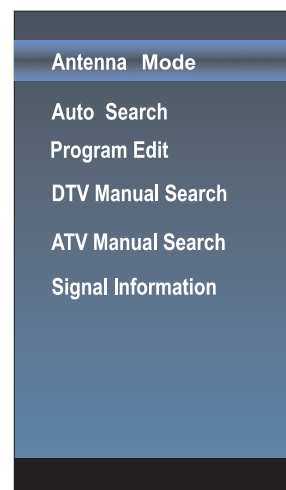 Antenna Mode
Auto Search
Program Edit
DTV Manual Search
ATV Manual Search
Signal Information